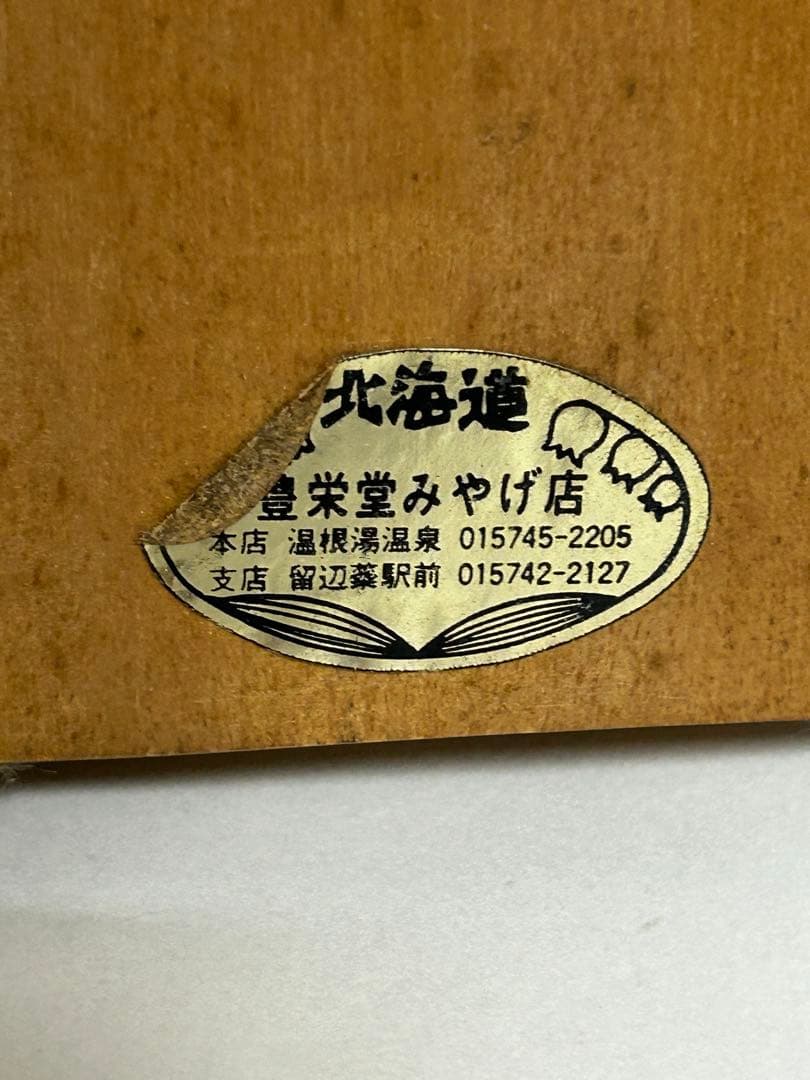 北海道
豊栄堂みやげ店
本店 温根湯温泉 015745-2205
支店 留辺蘂駅前 015742-2127